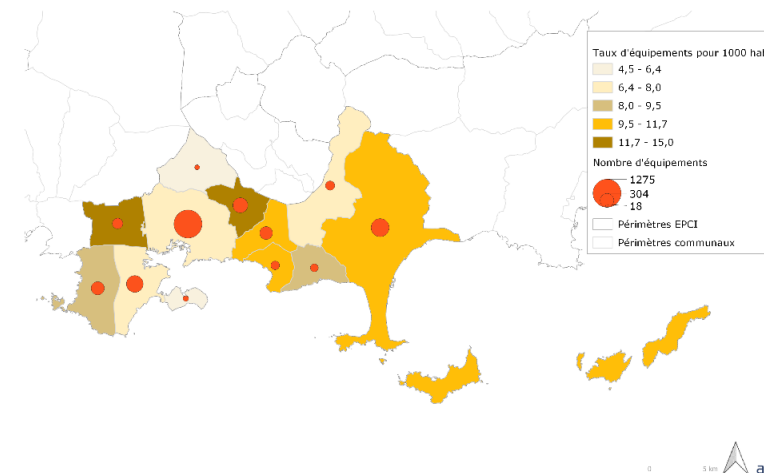 Taux d'équipements pour 1000 hal
4,5 - 6,4
6,4 - 8,0
8,0 - 9,5
9,5 - 11,7
11,7 - 15,0
Nombre d'équipements
1275
304
18
Périmètres EPCI
Périmètres communaux
0 5 km
a